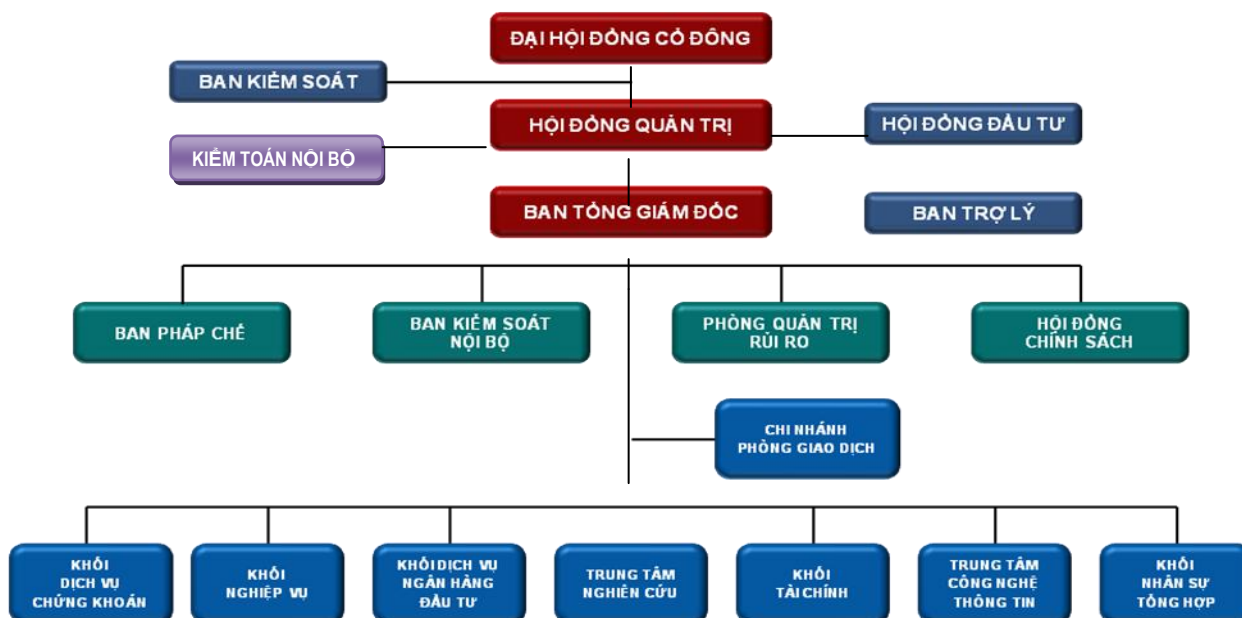 ĐẠI HỘI ĐỒNG CỔ ĐÔNG
BAN KIỂM SOÁT
HỘI ĐỒNG QUẢN TRỊ
HỘI ĐỒNG ĐẦU TƯ
KIỂM TOÁN NỘI BỘ
BAN TỔNG GIÁM ĐỐC
BAN TRỢ LÝ
BAN PHÁP CHẾ
BAN KIỂM SOÁT
NỘI BỘ
PHÒNG QUẢN TRỊ
RỦI RO
HỘI ĐỒNG
CHÍNH SÁCH
CHI NHÁNH
PHÒNG GIAO DỊCH
KHỐI
DỊCH VỤ
CHỨNG KHOÁN
KHỐI
NGHIỆP VỤ
KHỐI DỊCH VỤ
NGÂN HÀNG
ĐẦU TƯ
TRUNG TÂM
NGHIÊN CỨU
KHỐI
TÀI CHÍNH
TRUNG TÂM
CÔNG NGHỆ
THÔNG TIN
KHỐI
NHÂN SỰ
TỔNG HỢP